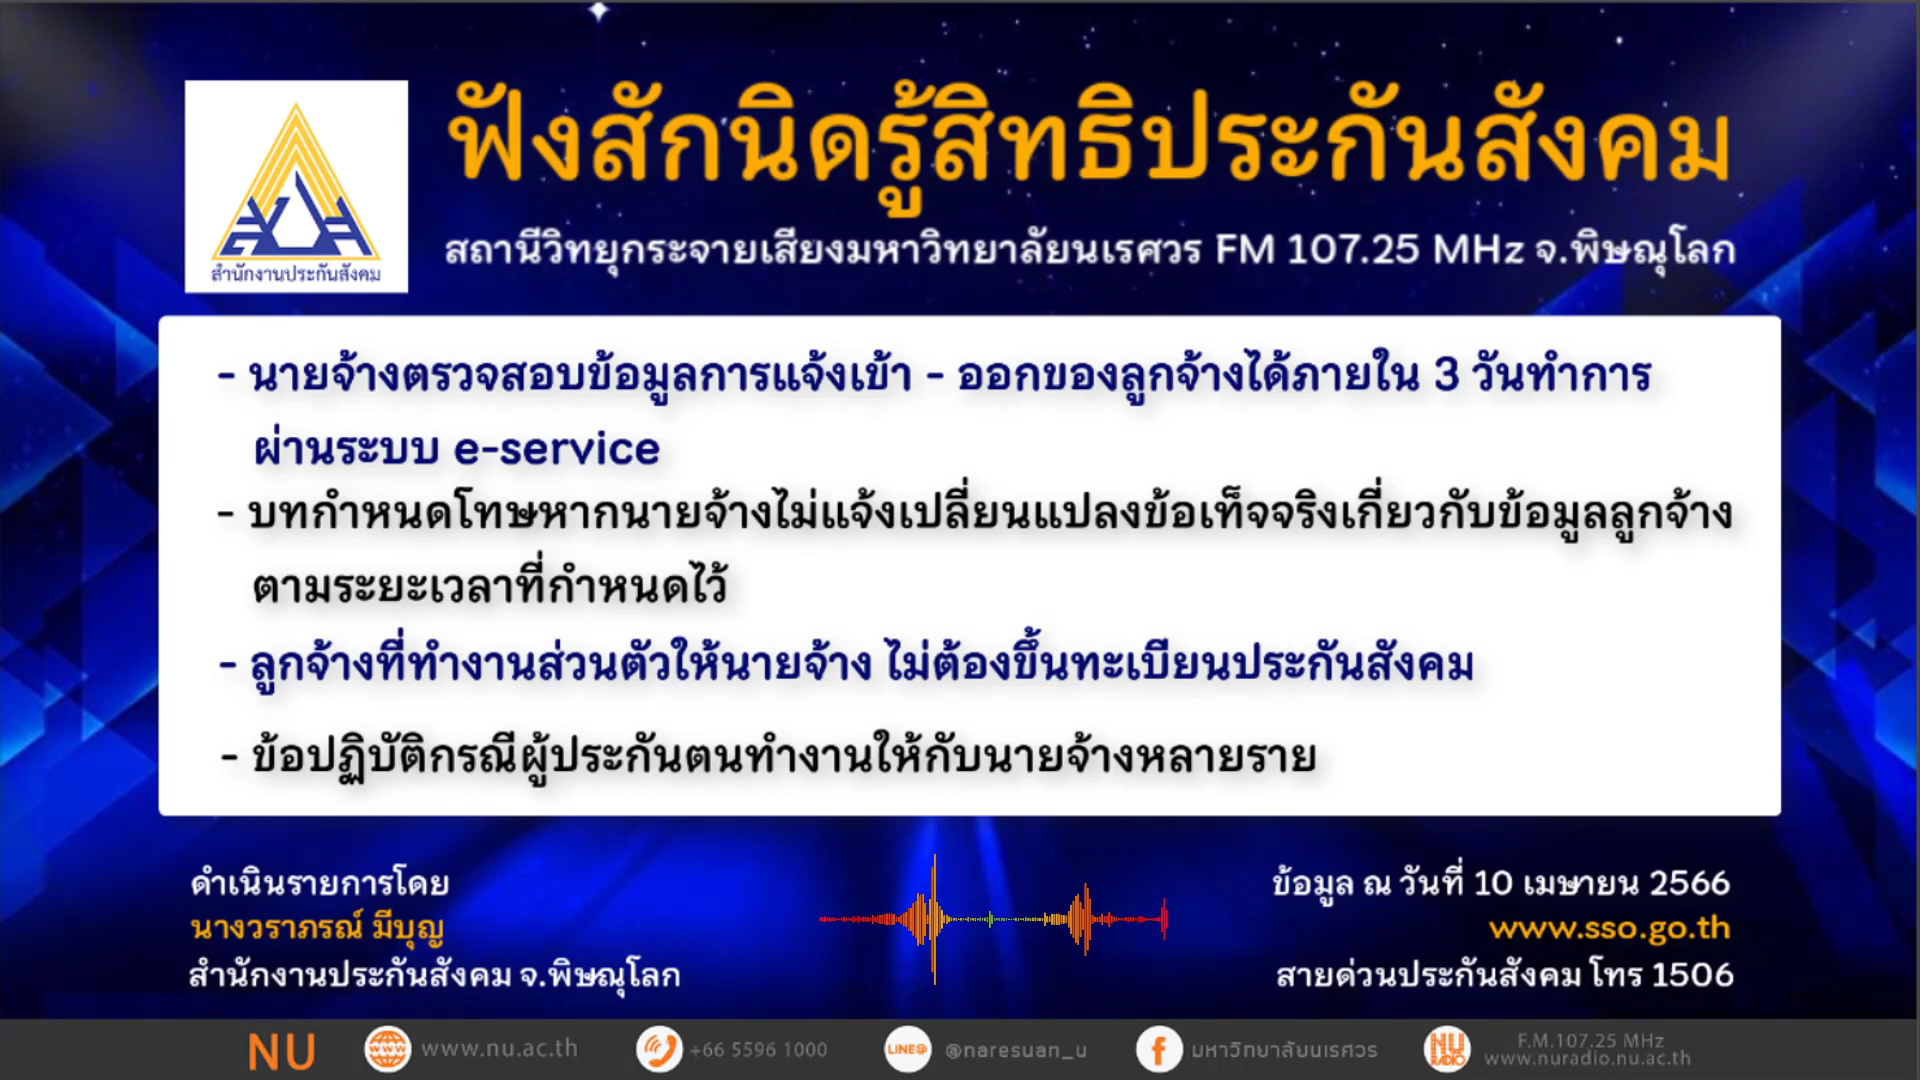 ฟังสักนิดรู้สิทธิประกันสังคม
สถานีวิทยุกระจายเสียงมหาวิทยาลัยนเรศวร FM 107.25 MHz จ.พิษณุโลก
สำนักงานประกันสังคม
- นายจ้างตรวจสอบข้อมูลการแจ้งเข้า - ออกของลูกจ้างได้ภายใน 3 วันทำการ
ผ่านระบบ e-service
- บทกำหนดโทษหากนายจ้างไม่แจ้งเปลี่ยนแปลงข้อเท็จจริงเกี่ยวกับข้อมูลลูกจ้าง
ตามระยะเวลาที่กำหนดไว้
- ลูกจ้างที่ทำงานส่วนตัวให้นายจ้าง ไม่ต้องขึ้นทะเบียนประกันสังคม
- ข้อปฏิบัติกรณีผู้ประกันตนทำงานให้กับนายจ้างหลายราย
ดำเนินรายการโดย
นางวราภรณ์ มีบุญ
สำนักงานประกันสังคม จ.พิษณุโลก
ข้อมูล ณ วันที่ 10 เมษายน 2566
www.sso.go.th
สายด่วนประกันสังคม โทร 1506
NU
www
www.nu.ac.th
+66 5596 1000
LINE@
@naresuan_u
มหาวิทยาลัยนเรศวร
NU RADIO
F.M.107.25 MHz
www.nuradio.nu.ac.th